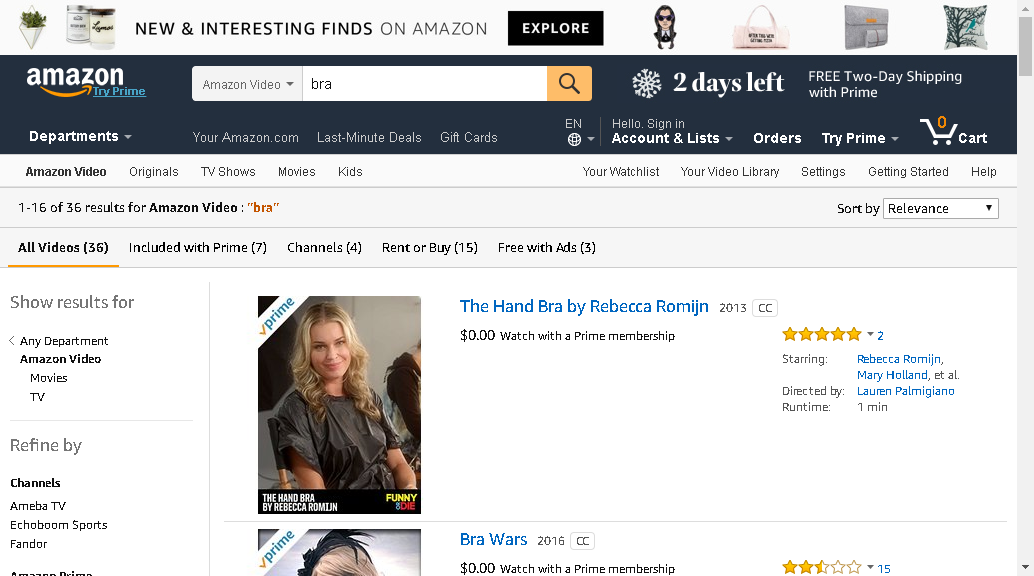 NEW & INTERESTING FINDS ON AMAZON
EXPLORE
amazon
Try Prime
Amazon Video
bra
2 days left
FREE Two-Day Shipping
with Prime
Departments
Your Amazon.com
Last-Minute Deals
Gift Cards
EN
Hello. Sign in
Account & Lists
Orders
Try Prime
0
Cart
Amazon Video
Originals
TV Shows
Movies
Kids
Your Watchlist
Your Video Library
Settings
Getting Started
Help
1-16 of 36 results for Amazon Video : "bra"
Sort by
Relevance
All Videos (36)
Included with Prime (7)
Channels (4)
Rent or Buy (15)
Free with Ads (3)
Show results for
Any Department
Amazon Video
Movies
TV
Refine by
Channels
Ameba TV
Echoboom Sports
Fandor
Amazon Prime
prime
THE HAND BRA
BY REBECCA ROMIJN
FUNNY
OR DIE
The Hand Bra by Rebecca Romijn 2013 CC
$0.00 Watch with a Prime membership
2
Starring: Rebecca Romijn,
Mary Holland, et al.
Directed by: Lauren Palmigiano
Runtime: 1 min
prime
Bra Wars 2016 CC
$0.00 Watch with a Prime membership
15